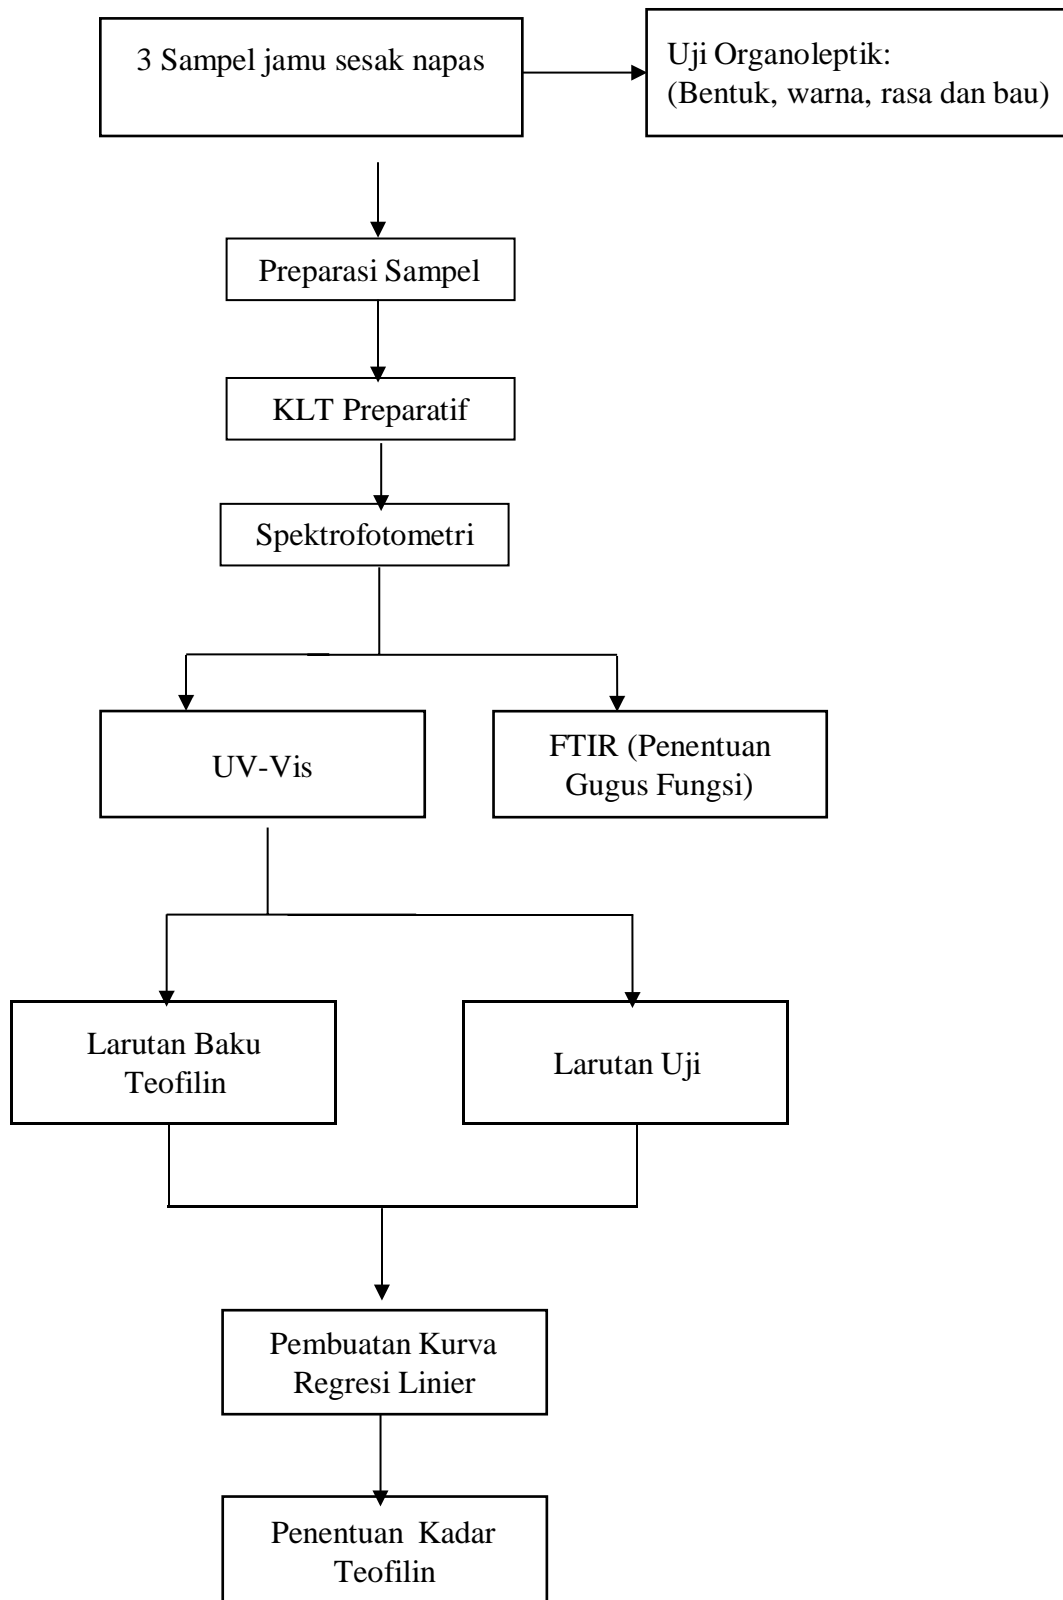 3 Sampel jamu sesak napas
Uji Organoleptik:
(Bentuk, warna, rasa dan bau)
Preparasi Sampel
KLT Preparatif
Spektrofotometri
UV-Vis
FTIR (Penentuan
Gugus Fungsi)
Larutan Baku
Teofilin
Larutan Uji
Pembuatan Kurva
Regresi Linier
Penentuan Kadar
Teofilin